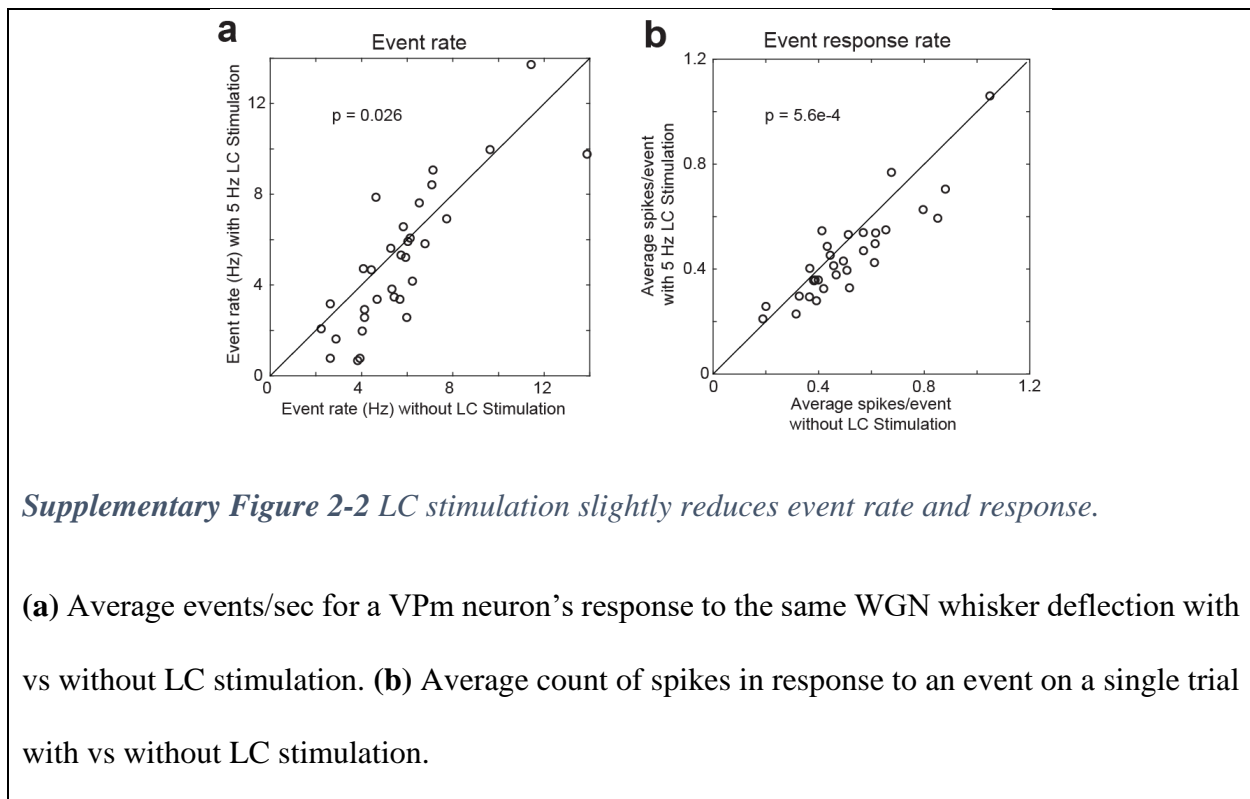 a
Event rate
p = 0.026
Event rate (Hz) with 5 Hz LC Stimulation
12
8
4
0
0 4 8 12
Event rate (Hz) without LC Stimulation
b
Event response rate
p = 5.6e-4
Average spikes/event
with 5 Hz LC Stimulation
1.2
0.8
0.4
0
0 0.4 0.8 1.2
Average spikes/event
without LC Stimulation
Supplementary Figure 2-2 LC stimulation slightly reduces event rate and response.
(a) Average events/sec for a VPm neuron’s response to the same WGN whisker deflection with
vs without LC stimulation. (b) Average count of spikes in response to an event on a single trial
with vs without LC stimulation.